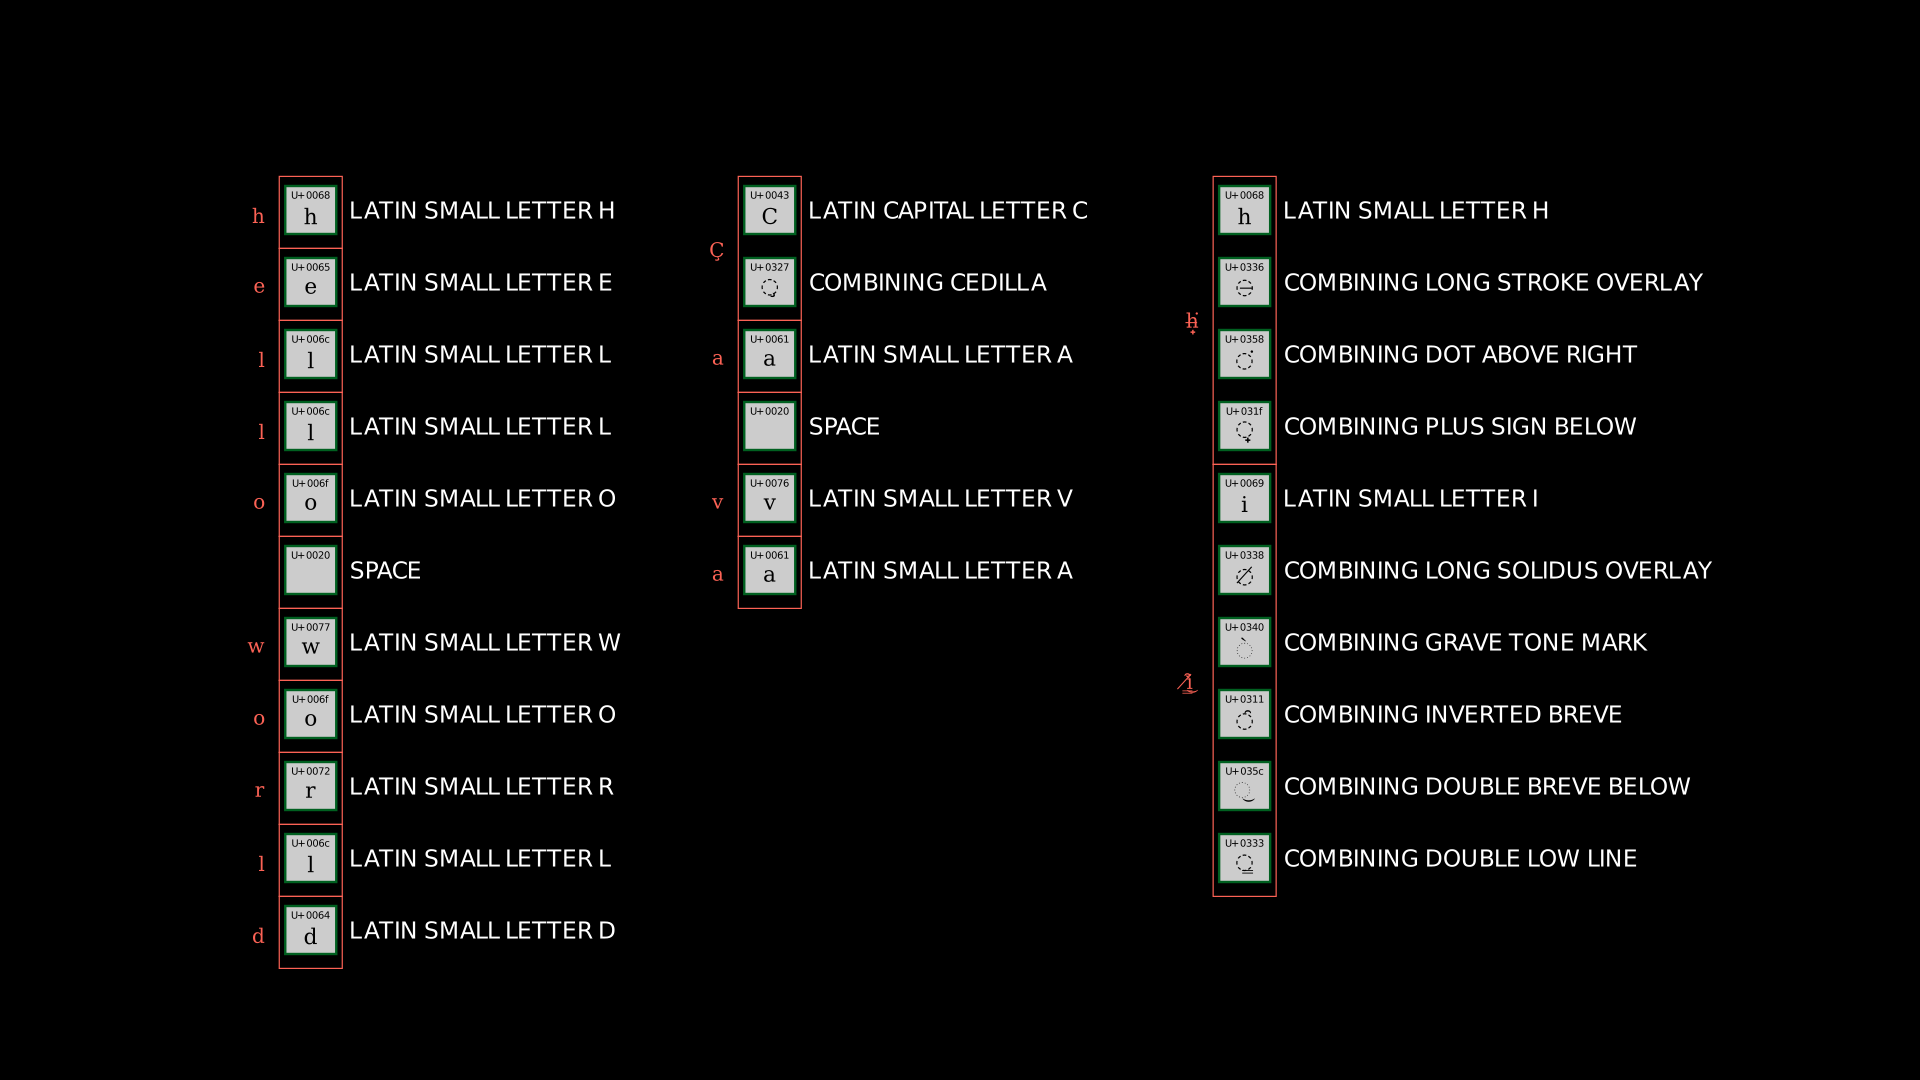 h U+0068 h LATIN SMALL LETTER H
e U+0065 e LATIN SMALL LETTER E
l U+006c l LATIN SMALL LETTER L
l U+006c l LATIN SMALL LETTER L
o U+006f o LATIN SMALL LETTER O
U+0020 SPACE
w U+0077 w LATIN SMALL LETTER W
o U+006f o LATIN SMALL LETTER O
r U+0072 r LATIN SMALL LETTER R
l U+006c l LATIN SMALL LETTER L
d U+0064 d LATIN SMALL LETTER D
Ç
U+0043 C LATIN CAPITAL LETTER C
U+0327 ◌̧ COMBINING CEDILLA
a U+0061 a LATIN SMALL LETTER A
U+0020 SPACE
v U+0076 v LATIN SMALL LETTER V
a U+0061 a LATIN SMALL LETTER A
h̶̟͘
U+0068 h LATIN SMALL LETTER H
U+0336 ◌̶ COMBINING LONG STROKE OVERLAY
U+0358 ◌͘ COMBINING DOT ABOVE RIGHT
U+031f ◌̟ COMBINING PLUS SIGN BELOW
ì̸̑͜��
U+0069 i LATIN SMALL LETTER I
U+0338 ◌̸ COMBINING LONG SOLIDUS OVERLAY
U+0340 ◌̀ COMBINING GRAVE TONE MARK
U+0311 ◌̑ COMBINING INVERTED BREVE
U+035c ◌͜ COMBINING DOUBLE BREVE BELOW
U+0333 ◌̳ COMBINING DOUBLE LOW LINE